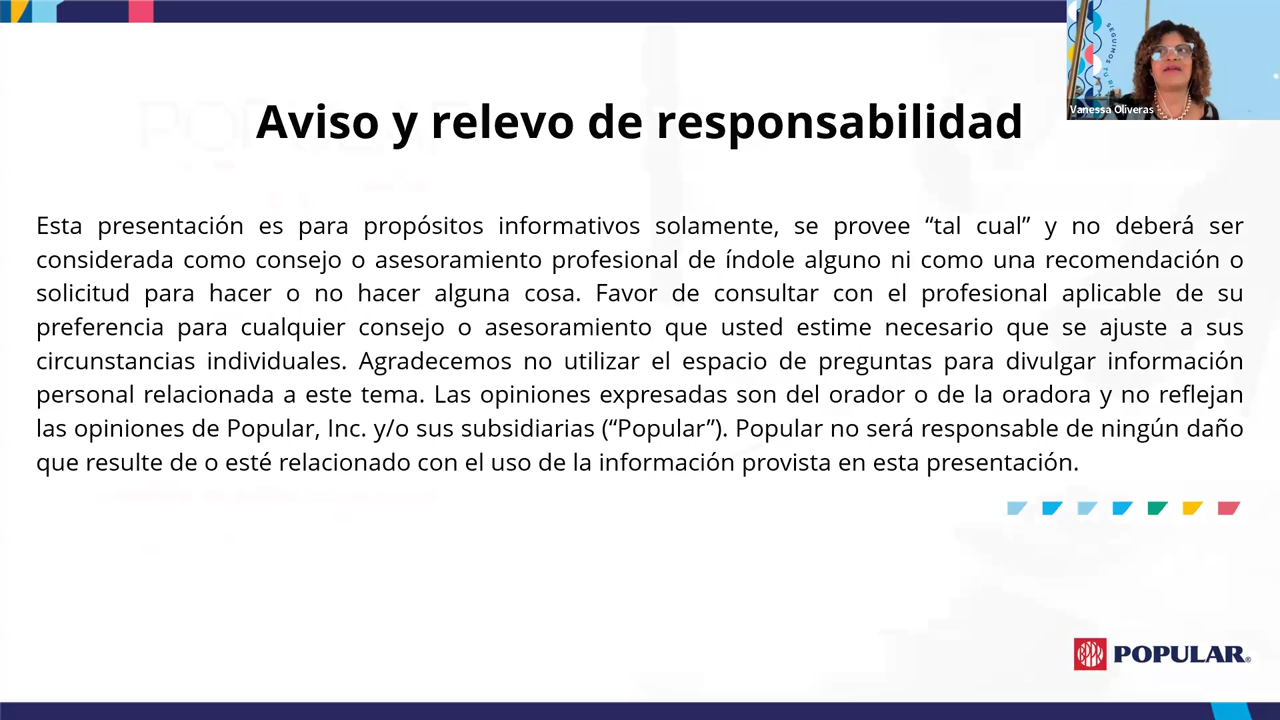 Aviso y relevo de responsabilidad
SEGUIMOS TU
Vanessa Oliveras
Esta presentación es para propósitos informativos solamente, se provee “tal cual” y no deberá ser
considerada como consejo o asesoramiento profesional de índole alguno ni como una recomendación o
solicitud para hacer o no hacer alguna cosa. Favor de consultar con el profesional aplicable de su
preferencia para cualquier consejo o asesoramiento que usted estime necesario que se ajuste a sus
circunstancias individuales. Agradecemos no utilizar el espacio de preguntas para divulgar información
personal relacionada a este tema. Las opiniones expresadas son del orador o de la oradora y no reflejan
las opiniones de Popular, Inc. y/o sus subsidiarias (“Popular”). Popular no será responsable de ningún daño
que resulte de o esté relacionado con el uso de la información provista en esta presentación.
POPULAR®